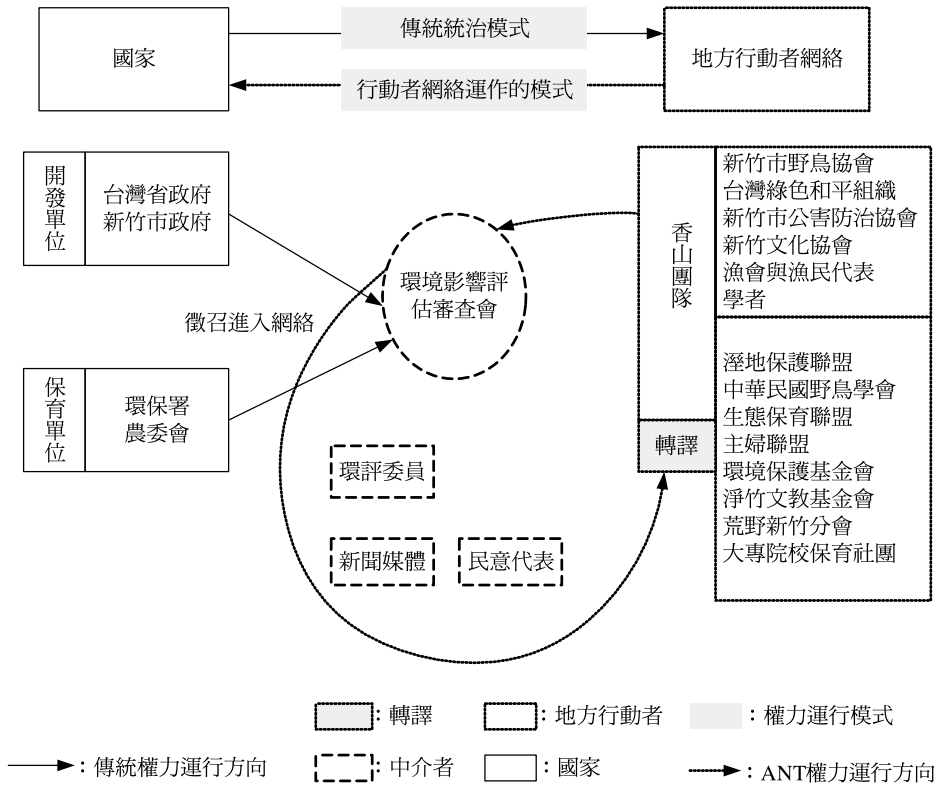 國家
傳統統治模式
地方行動者網絡
行動者網絡運作的模式
開發單位
台灣省政府
新竹市政府
環境影響評
估審查會
徵召進入網絡
保育單位
環保署
農委會
環評委員
新聞媒體
民意代表
香山團隊
轉譯
新竹市野鳥協會
台灣綠色和平組織
新竹市公害防治協會
新竹文化協會
漁會與漁民代表
學者
溼地保護聯盟
中華民國野鳥學會
生態保育聯盟
主婦聯盟
環境保護基金會
淨竹文教基金會
荒野新竹分會
大專院校保育社團
：轉譯
：地方行動者
：權力運行模式
：傳統權力運行方向
：中介者
：國家
：ANT權力運行方向